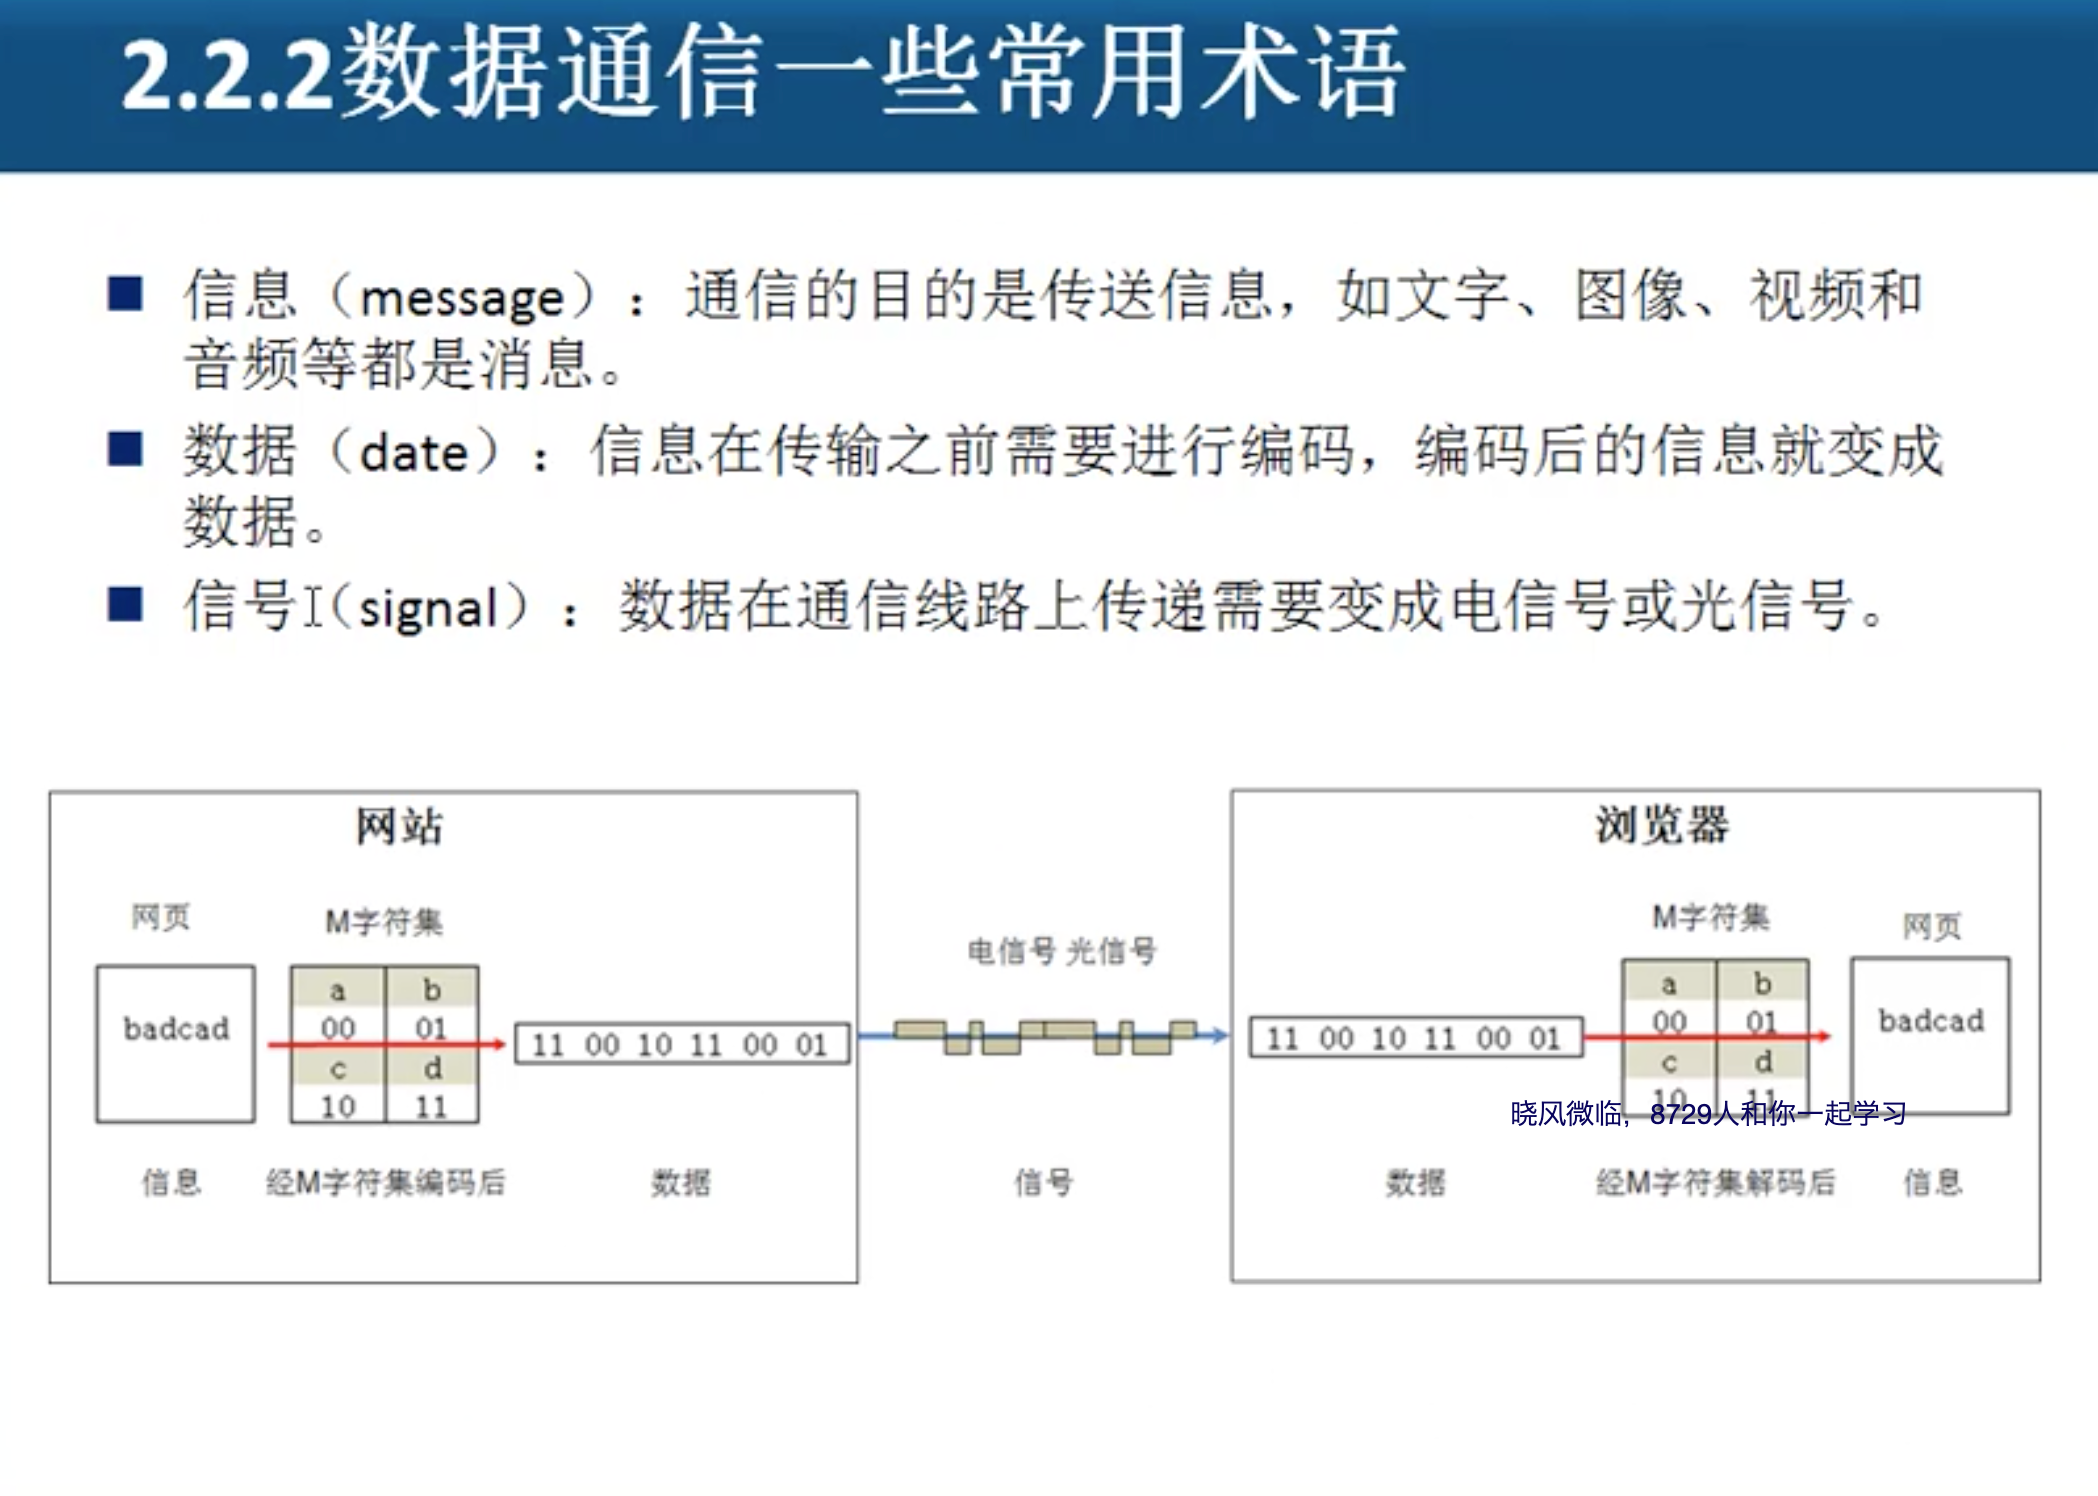 2.2.2数据通信一些常用术语
■ 信息（message）：通信的目的是传送信息，如文字、图像、视频和
音频等都是消息。
■ 数据（date）：信息在传输之前需要进行编码，编码后的信息就变成
数据。
■ 信号（signal）：数据在通信线路上传递需要变成电信号或光信号。
网站
网页
M字符集
badcad
a b
00 01
c d
10 11
11 00 10 11 00 01
信息
经M字符集编码后
数据
电信号 光信号
信号
浏览器
M字符集
网页
11 00 10 11 00 01
a b
00 01
c d
10 11
badcad
晓风微临，8729人和你一起学习
数据
经M字符集解码后
信息